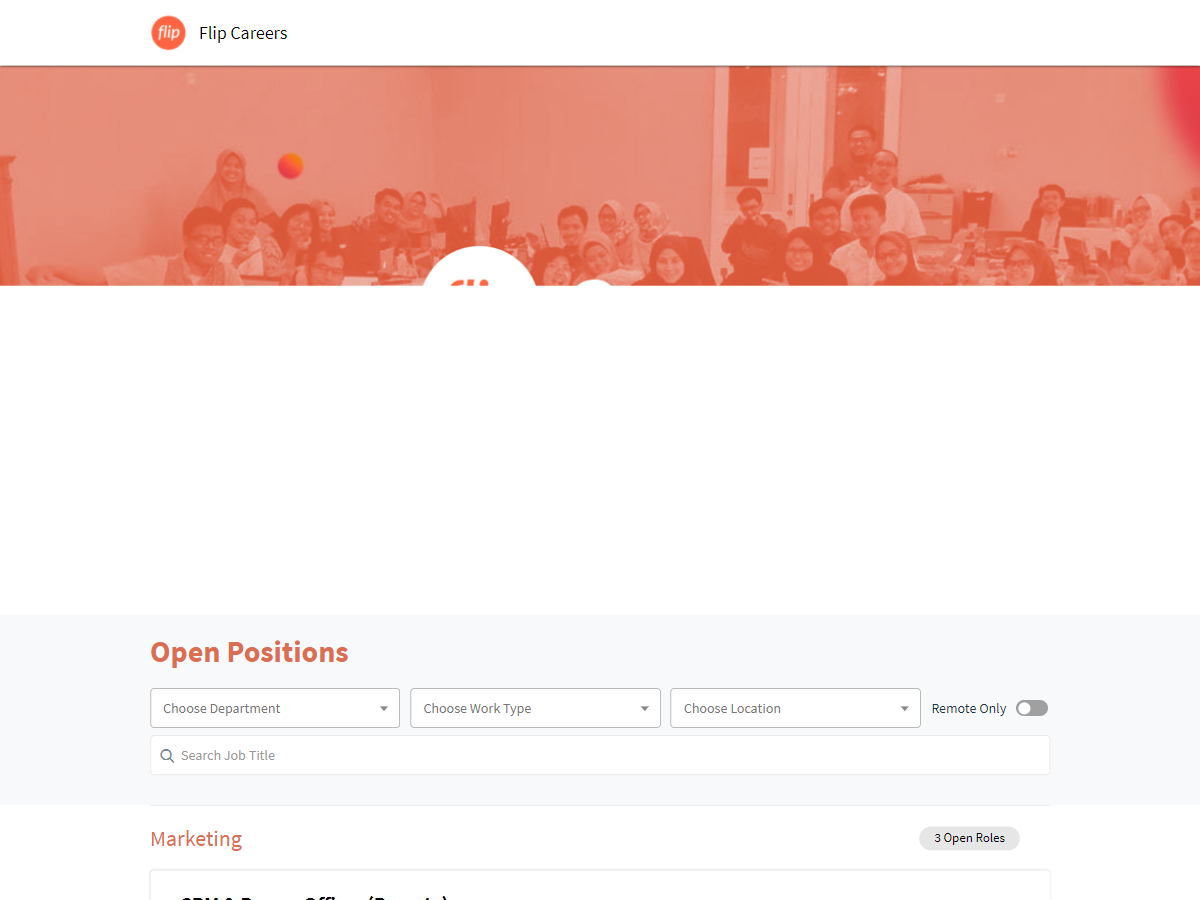 flip
Flip Careers
Open Positions
Choose Department
Choose Work Type
Choose Location
Remote Only
Search Job Title
Marketing
3 Open Roles